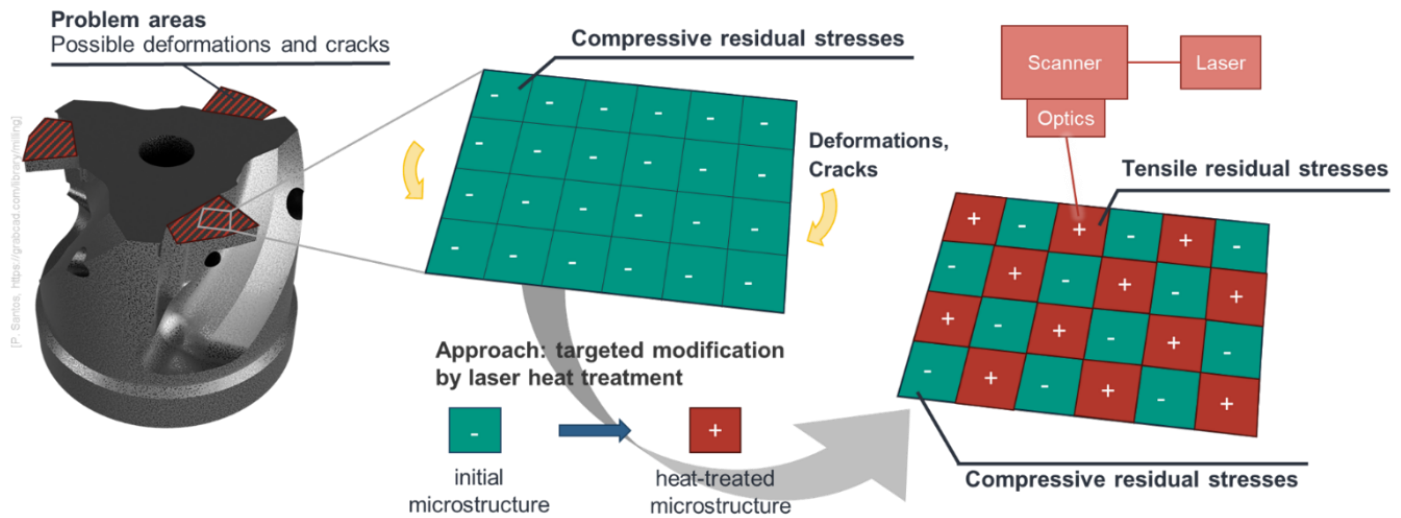 Problem areas
Possible deformations and cracks
[P. Santos, https://grabcad.com/library/miling]
Compressive residual stresses
- - - - - -
- - - - - -
- - - - - -
- - - - - -
Deformations,
Cracks
Approach: targeted modification
by laser heat treatment
-
+
initial
microstructure
heat-treated
microstructure
Scanner
Laser
Optics
Tensile residual stresses
+ - + - + -
- + - + - +
+ - + - + -
- + - + - +
Compressive residual stresses